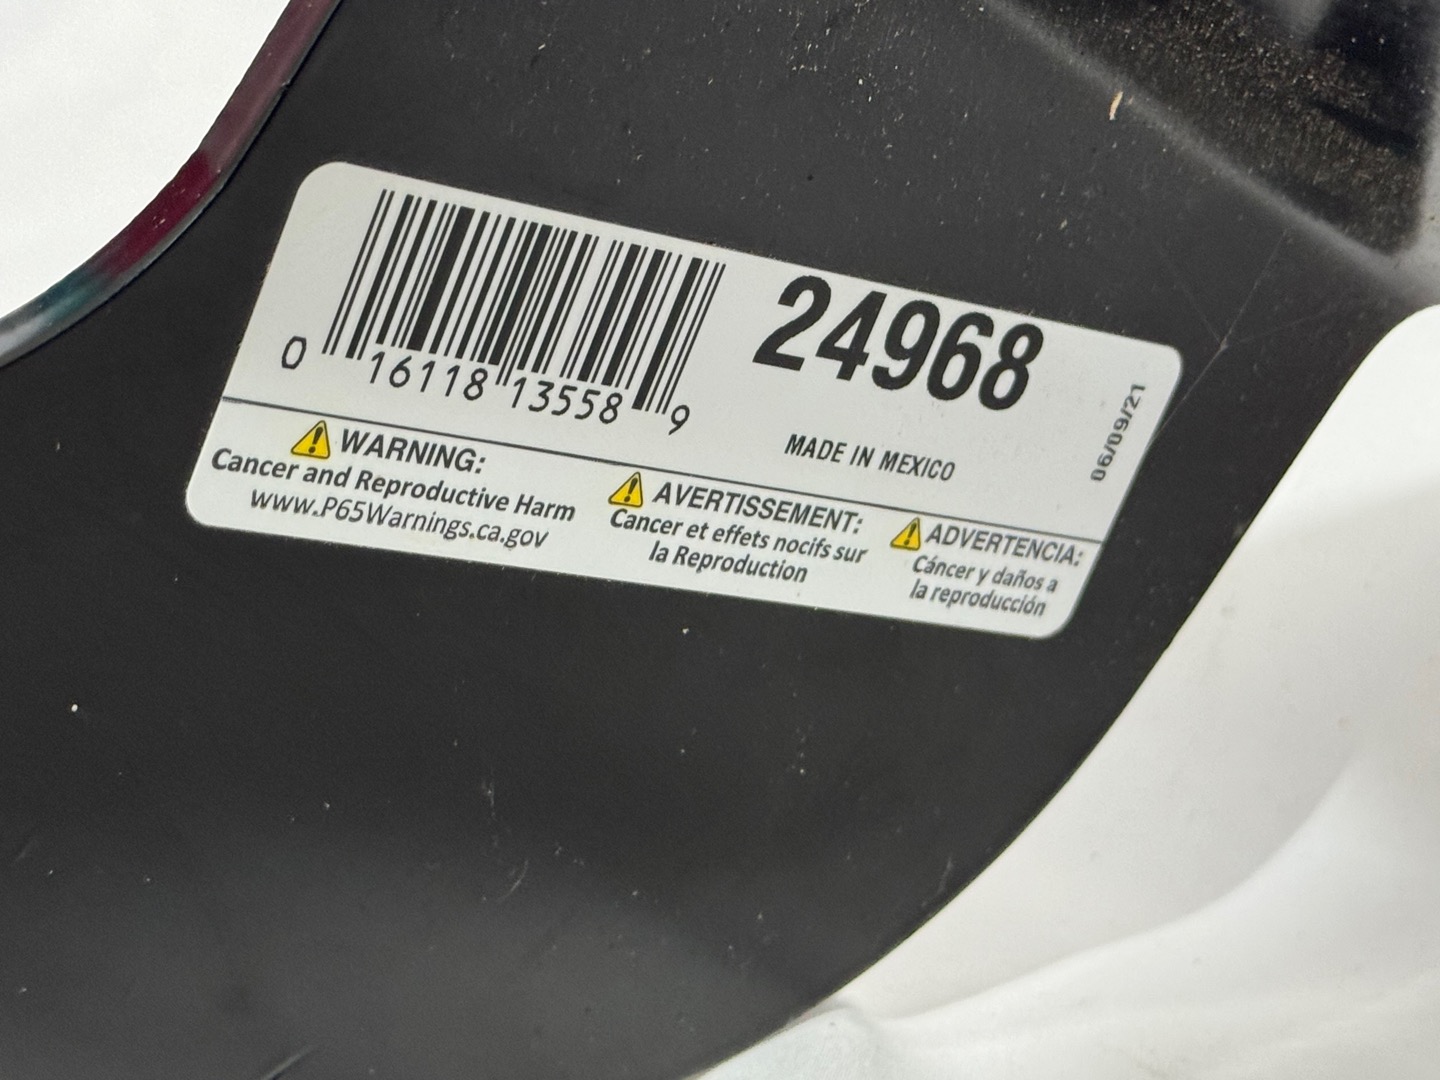 0 16118 13558 9
24968
MADE IN MEXICO
06/09/21
WARNING:
Cancer and Reproductive Harm
www.P65Warnings.ca.gov
AVERTISSEMENT:
Cancer et effets nocifs sur
la Reproduction
ADVERTENCIA:
Cáncer y daños a
la reproducción